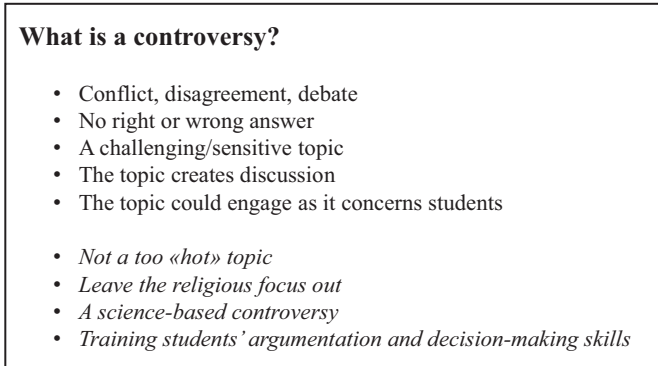 What is a controversy?
• Conflict, disagreement, debate
• No right or wrong answer
• A challenging/sensitive topic
• The topic creates discussion
• The topic could engage as it concerns students
• Not a too «hot» topic
• Leave the religious focus out
• A science-based controversy
• Training students’ argumentation and decision-making skills